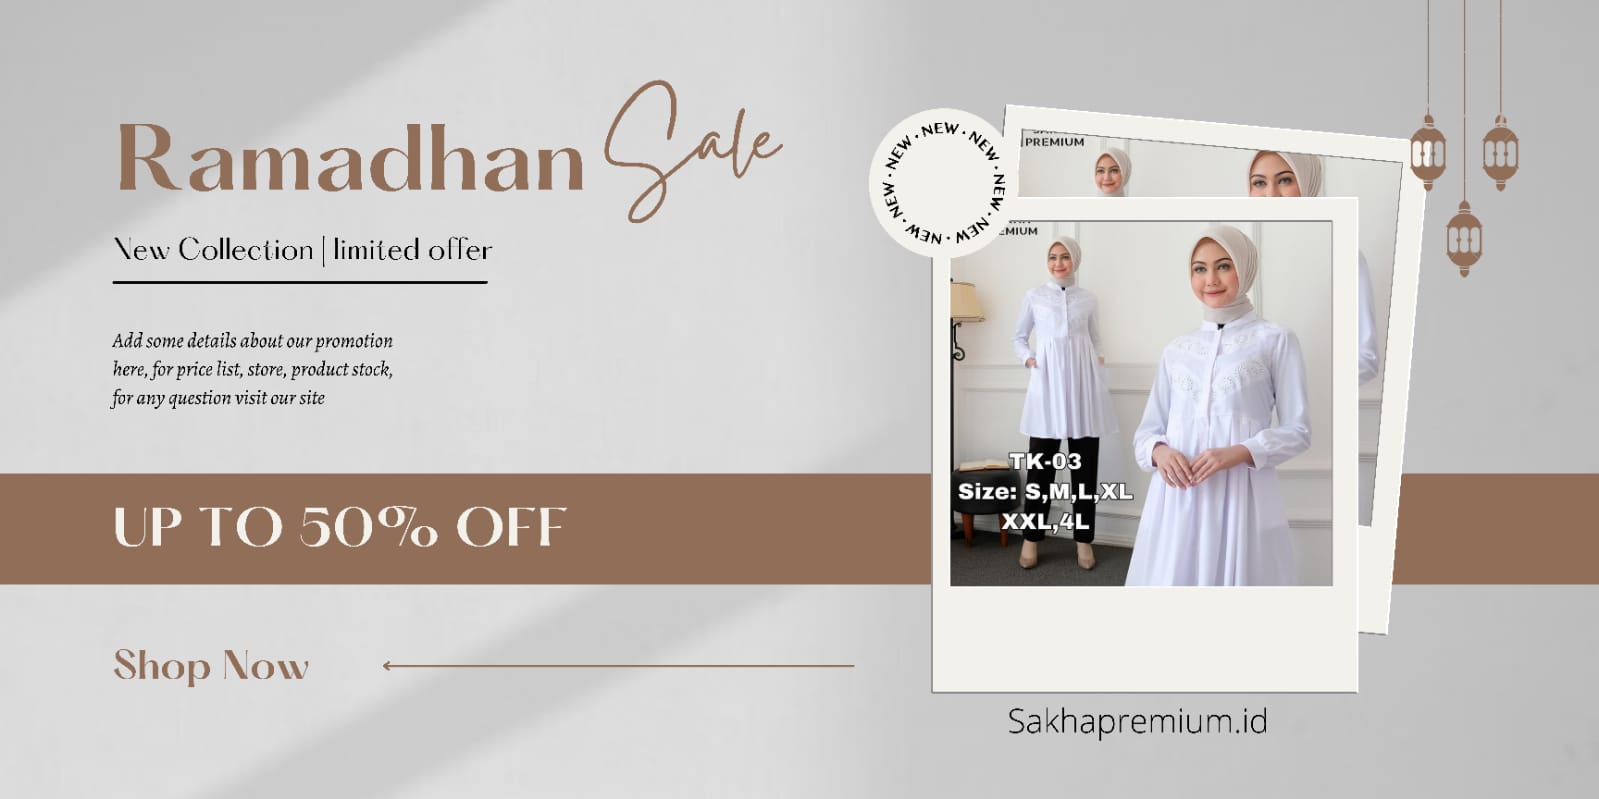 Ramadhan Sale
New Collection | limited offer
Add some details about our promotion
here, for price list, store, product stock,
for any question visit our site
UP TO 50% OFF
Shop Now
NEW · NEW · NEW · NEW · NEW · NEW · NEW ·
PREMIUM
TK-03
Size: S,M,L,XL
XXL,4L
Sakhapremium.id